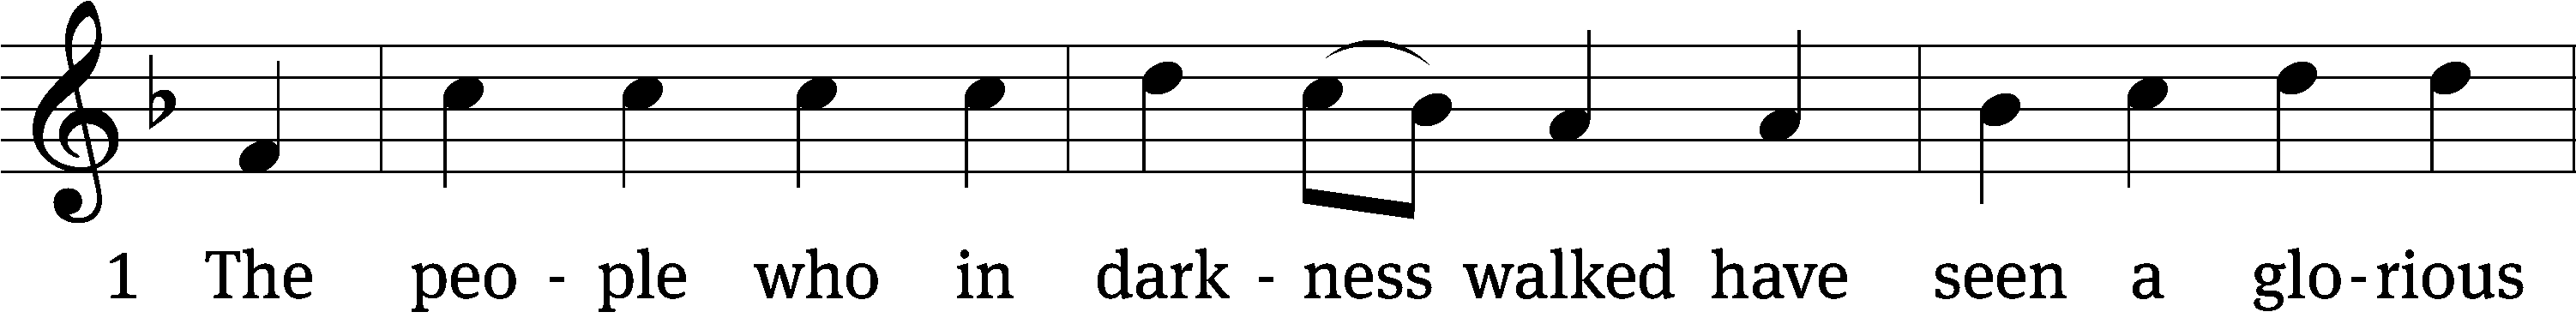 1 The peo - ple who in dark - ness walked have seen a glo - rious